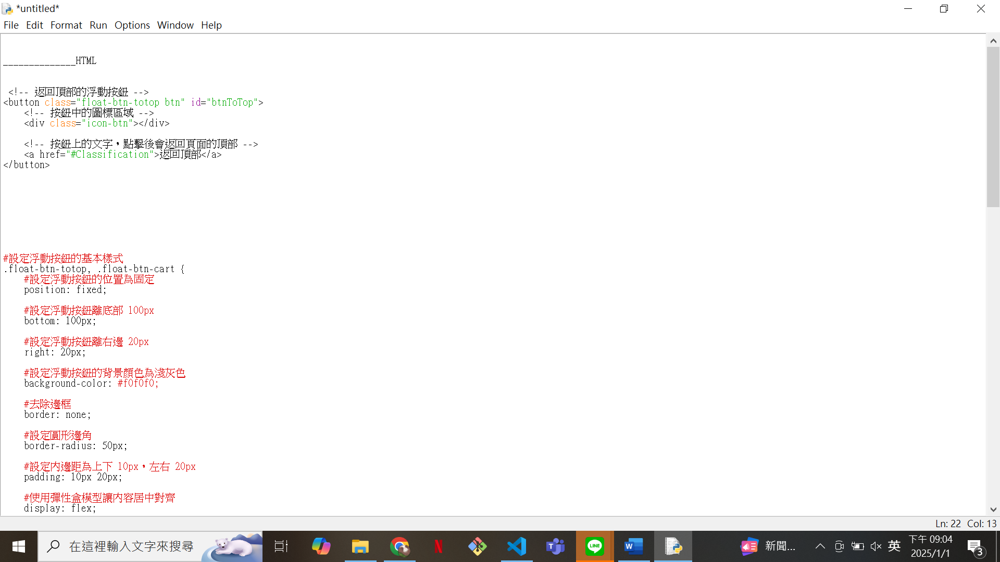 *untitled*
File Edit Format Run Options Window Help
______________HTML
<!-- 返回頂部的浮動按鈕 -->
<button class="float-btn-totop btn" id="btnToTop">
<!-- 按鈕中的圖標區域 -->
<div class="icon-btn"></div>
<!-- 按鈕上的文字，點擊後會返回頁面的頂部 -->
<a href="#Classification">返回頂部</a>
</button>
#設定浮動按鈕的基本樣式
.float-btn-totop, .float-btn-cart {
#設定浮動按鈕的位置為固定
position: fixed;
#設定浮動按鈕離底部 100px
bottom: 100px;
#設定浮動按鈕離右邊 20px
right: 20px;
#設定浮動按鈕的背景顏色為淺灰色
background-color: #f0f0f0;
#去除邊框
border: none;
#設定圓形邊角
border-radius: 50px;
#設定內邊距為上下 10px，左右 20px
padding: 10px 20px;
#使用彈性盒模型讓內容居中對齊
display: flex;
Ln: 22 Col: 13
在這裡輸入文字來搜尋
N
T
LINE
W
新聞...
英
下午 09:04
2025/1/1
3